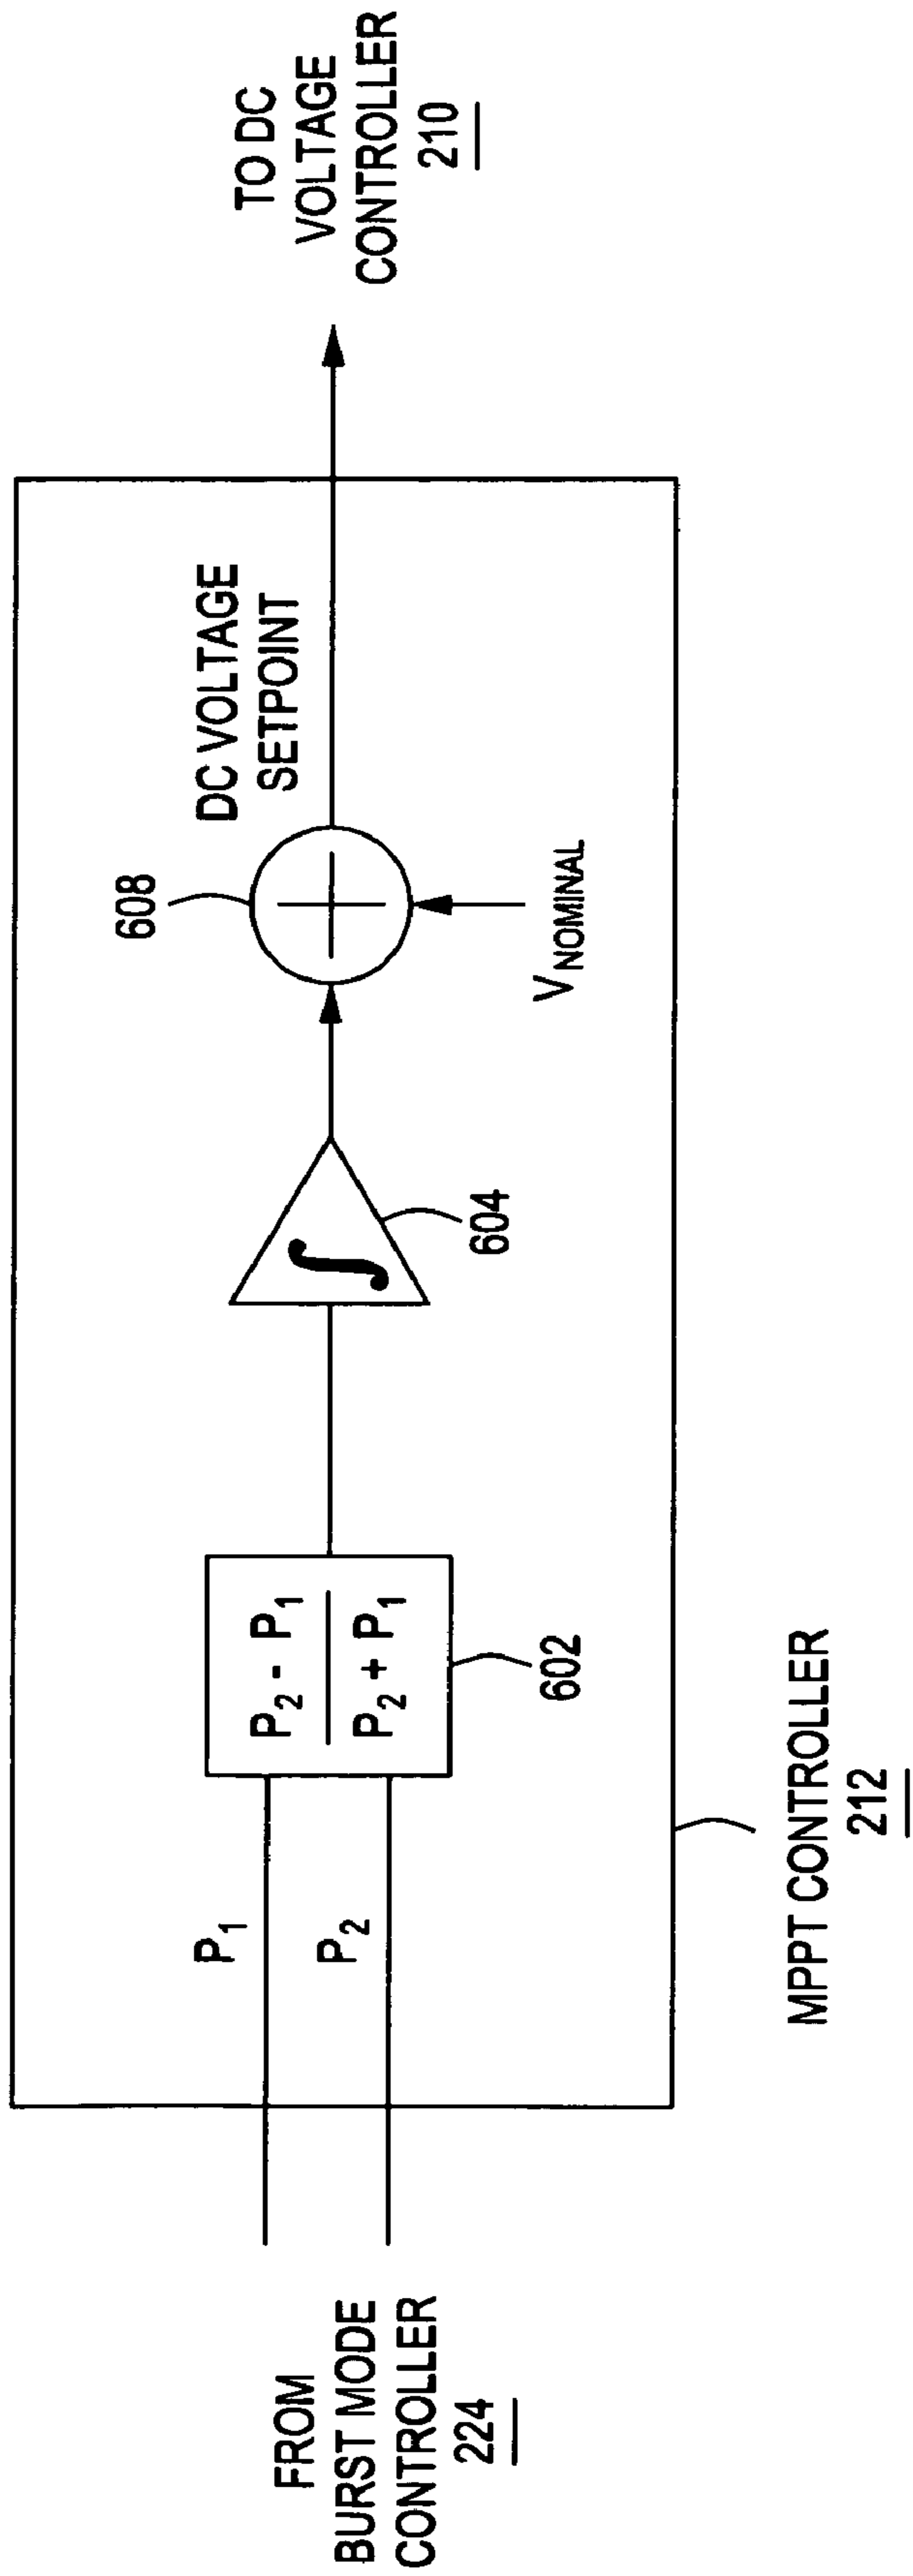 FROM
BURST MODE
CONTROLLER
224
P1
P2
P2 - P1
P2 + P1
602
∫
604
608
VNOMINAL
DC VOLTAGE
SETPOINT
TO DC
VOLTAGE
CONTROLLER
210
MPPT CONTROLLER
212